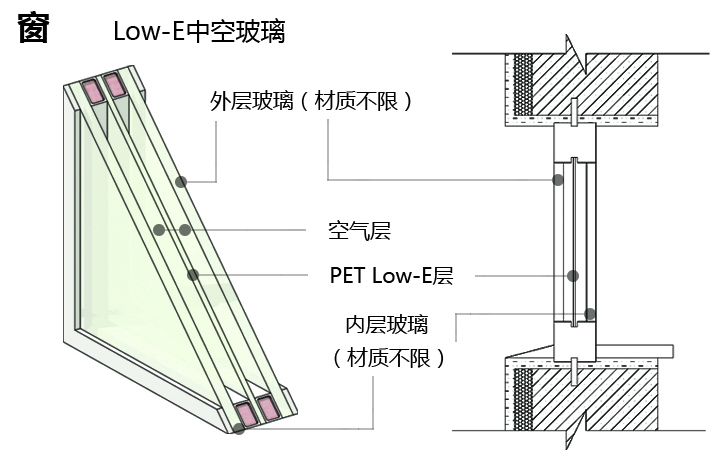 窗
Low-E中空玻璃
外层玻璃（材质不限）
空气层
PET Low-E层
内层玻璃
（材质不限）